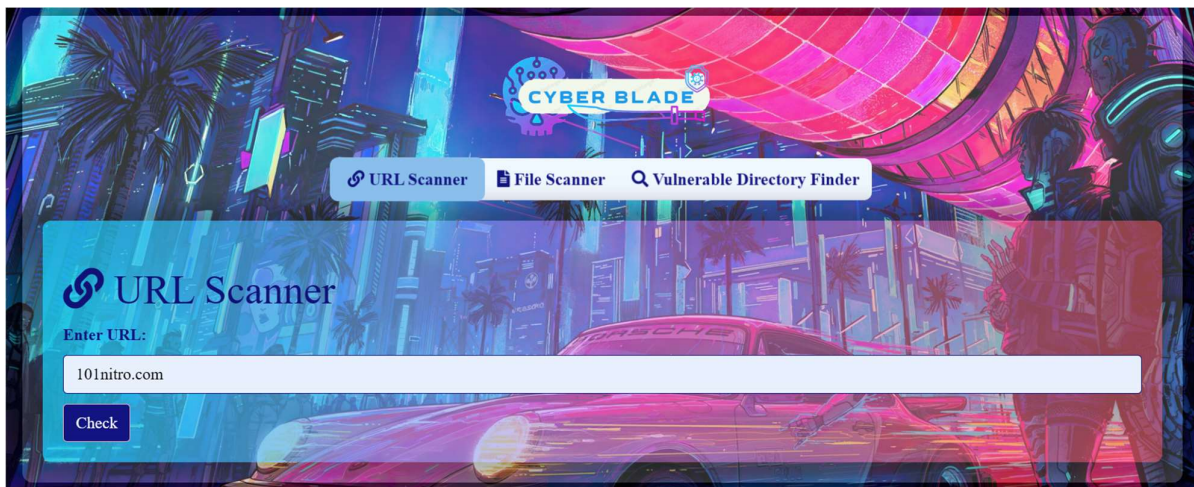 CYBER BLADE
URL Scanner File Scanner Vulnerable Directory Finder
URL Scanner
Enter URL:
101nitro.com
Check
PORSCHE